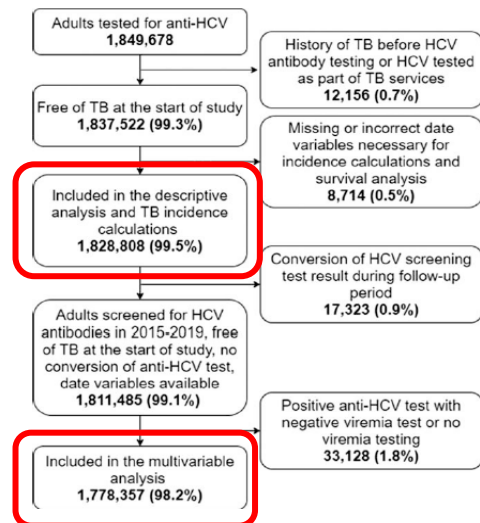 Adults tested for anti-HCV
1,849,678
History of TB before HCV
antibody testing or HCV tested
as part of TB services
12,156 (0.7%)
Free of TB at the start of study
1,837,522 (99.3%)
Missing or incorrect date
variables necessary for
incidence calculations and
survival analysis
8,714 (0.5%)
Included in the descriptive
analysis and TB incidence
calculations
1,828,808 (99.5%)
Conversion of HCV screening
test result during follow-up
period
17,323 (0.9%)
Adults screened for HCV
antibodies in 2015-2019, free
of TB at the start of study, no
conversion of anti-HCV test,
date variables available
1,811,485 (99.1%)
Positive anti-HCV test with
negative viremia test or no
viremia testing
33,128 (1.8%)
Included in the multivariable
analysis
1,778,357 (98.2%)